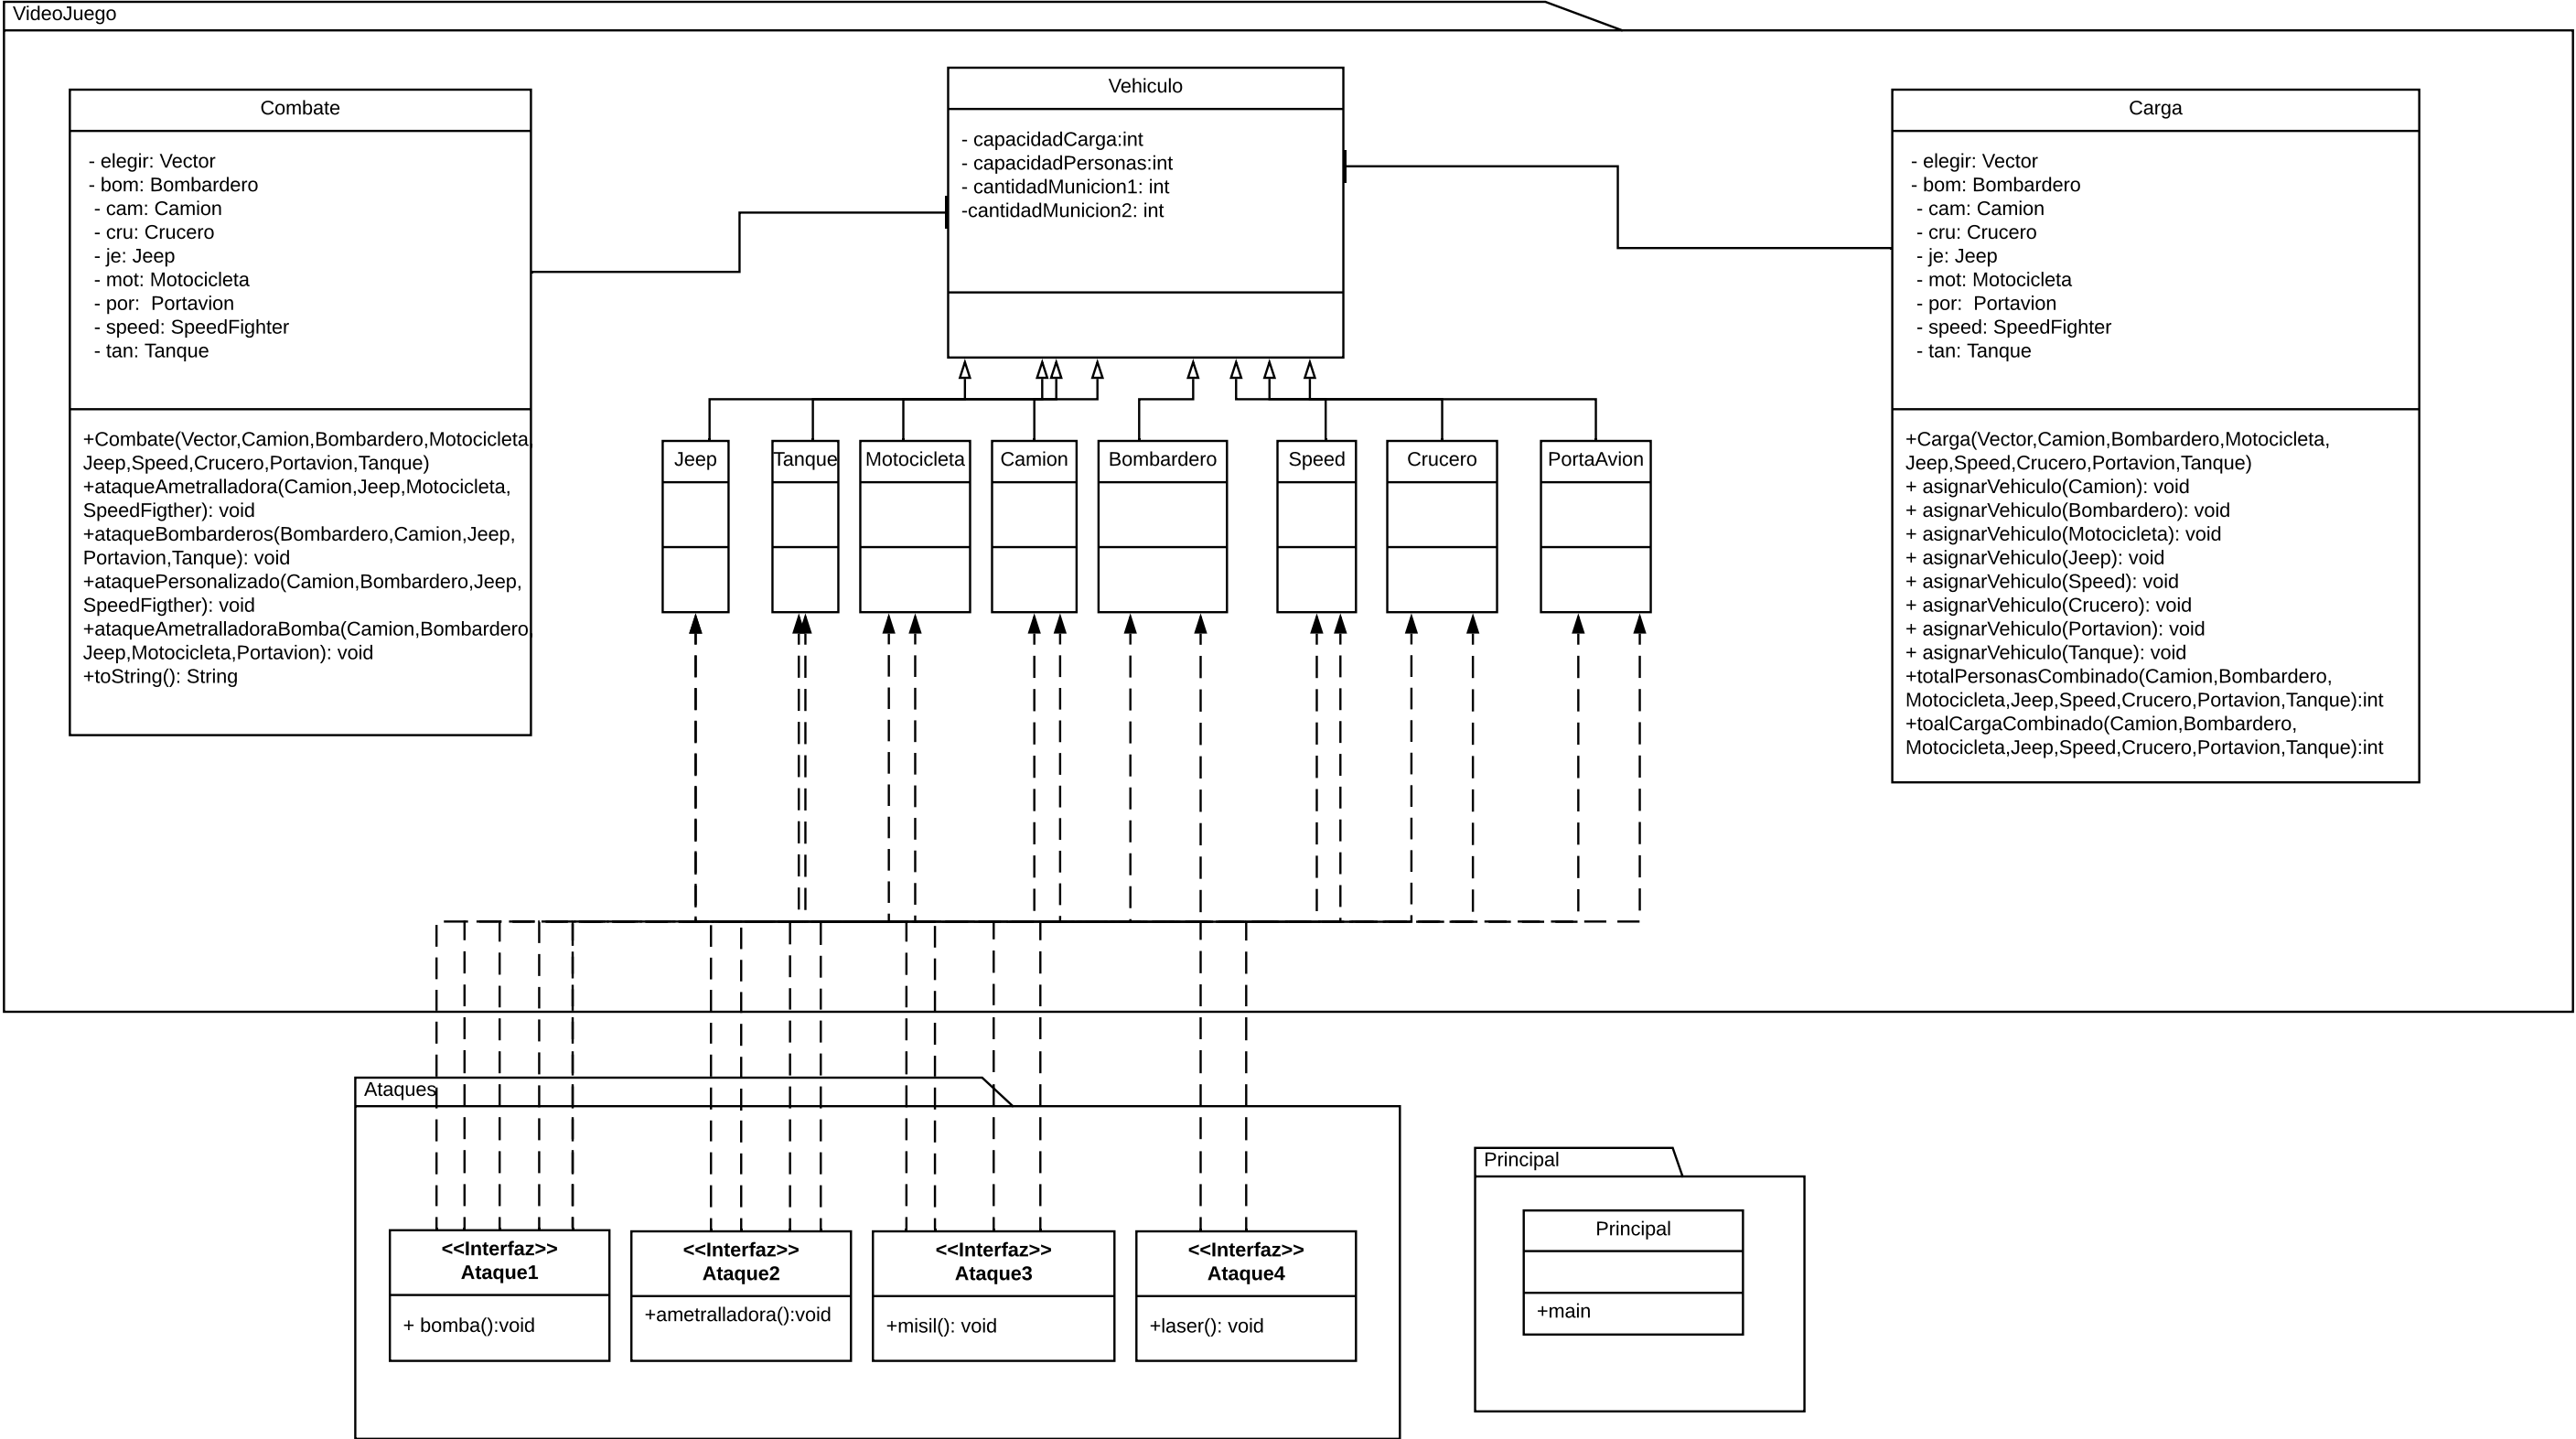 VideoJuego
Combate
- elegir: Vector
- bom: Bombardero
- cam: Camion
- cru: Crucero
- je: Jeep
- mot: Motocicleta
- por:  Portavion
- speed: SpeedFighter
- tan: Tanque
+Combate(Vector,Camion,Bombardero,Motocicleta,
Jeep,Speed,Crucero,Portavion,Tanque)
+ataqueAmetralladora(Camion,Jeep,Motocicleta,
SpeedFigther): void
+ataqueBombarderos(Bombardero,Camion,Jeep,
Portavion,Tanque): void
+ataquePersonalizado(Camion,Bombardero,Jeep,
SpeedFigther): void
+ataqueAmetralladoraBomba(Camion,Bombardero,
Jeep,Motocicleta,Portavion): void
+toString(): String
Vehiculo
- capacidadCarga:int
- capacidadPersonas:int
- cantidadMunicion1: int
-cantidadMunicion2: int
Carga
- elegir: Vector
- bom: Bombardero
- cam: Camion
- cru: Crucero
- je: Jeep
- mot: Motocicleta
- por:  Portavion
- speed: SpeedFighter
- tan: Tanque
+Carga(Vector,Camion,Bombardero,Motocicleta,
Jeep,Speed,Crucero,Portavion,Tanque)
+ asignarVehiculo(Camion): void
+ asignarVehiculo(Bombardero): void
+ asignarVehiculo(Motocicleta): void
+ asignarVehiculo(Jeep): void
+ asignarVehiculo(Speed): void
+ asignarVehiculo(Crucero): void
+ asignarVehiculo(Portavion): void
+ asignarVehiculo(Tanque): void
+totalPersonasCombinado(Camion,Bombardero,
Motocicleta,Jeep,Speed,Crucero,Portavion,Tanque):int
+toalCargaCombinado(Camion,Bombardero,
Motocicleta,Jeep,Speed,Crucero,Portavion,Tanque):int
Jeep
Tanque
Motocicleta
Camion
Bombardero
Speed
Crucero
PortaAvion
Ataques
<<Interfaz>>
Ataque1
+ bomba():void
<<Interfaz>>
Ataque2
+ametralladora():void
<<Interfaz>>
Ataque3
+misil(): void
<<Interfaz>>
Ataque4
+laser(): void
Principal
Principal
+main